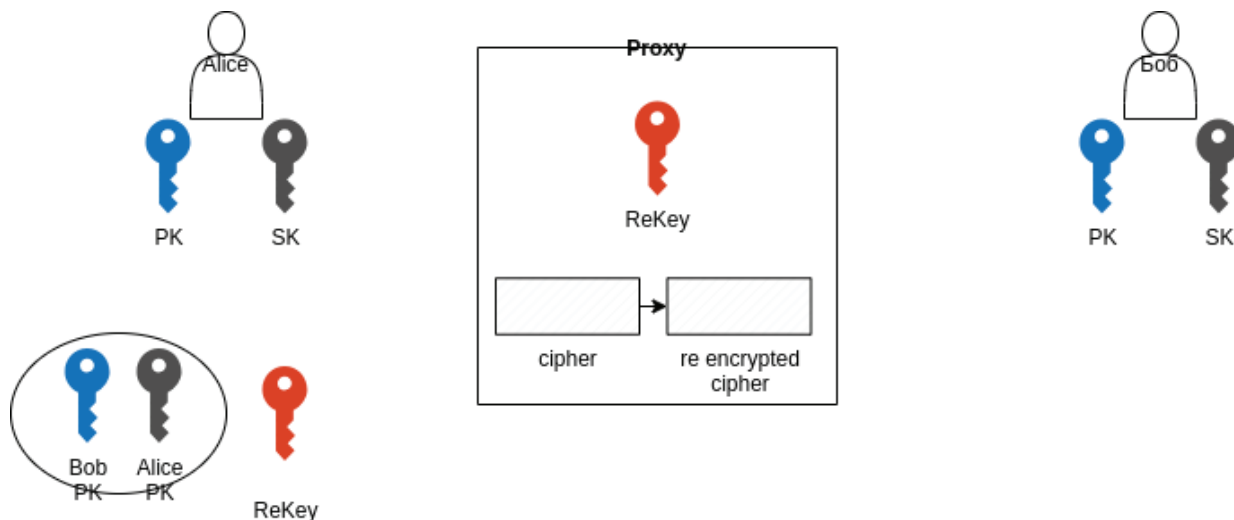 Alice
Proxy
Боб
ReKey
PK
SK
PK
SK
cipher
re encrypted
cipher
Bob
PK
Alice
PK
ReKey